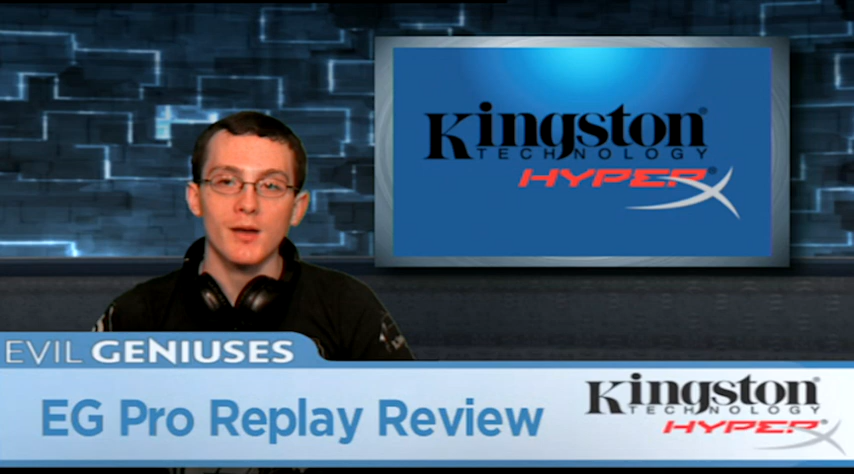 Kingston
TECHNOLOGY
HYPERX
EVIL GENIUSES
EG Pro Replay Review
Kingston
TECHNOLOGY
HYPERX